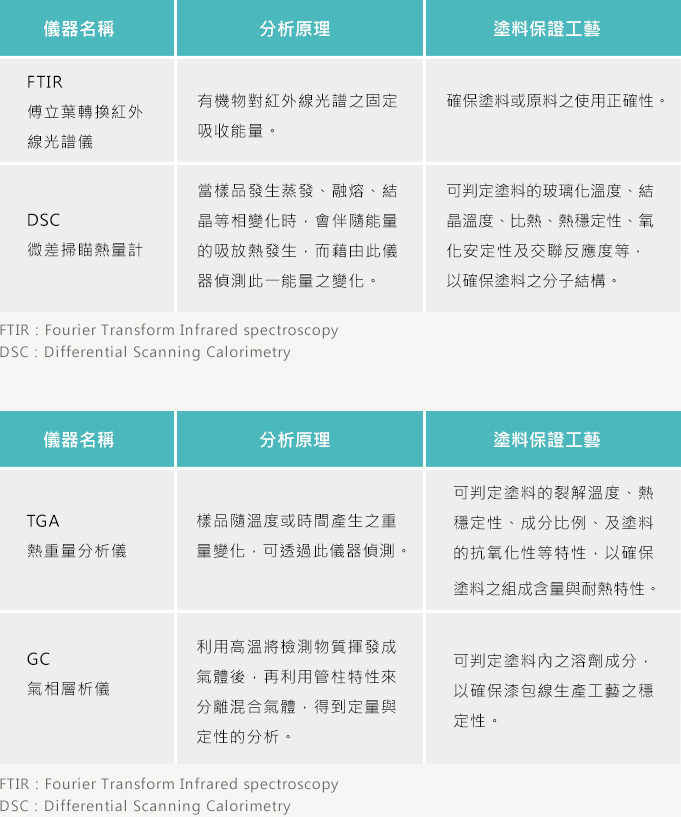 儀器名稱
分析原理
塗料保證工藝
FTIR
傅立葉轉換紅外
線光譜儀
有機物對紅外線光譜之固定
吸收能量。
確保塗料或原料之使用正確性。
DSC
微差掃瞄熱量計
當樣品發生蒸發、融熔、結
晶等相變化時，會伴隨能量
的吸放熱發生，而藉由此儀
器偵測此一能量之變化。
可判定塗料的玻璃化溫度、結
晶溫度、比熱、熱穩定性、氧
化安定性及交聯反應度等，
以確保塗料之分子結構。
FTIR : Fourier Transform Infrared spectroscopy
DSC : Differential Scanning Calorimetry
儀器名稱
分析原理
塗料保證工藝
TGA
熱重量分析儀
樣品隨溫度或時間產生之重
量變化，可透過此儀器偵測。
可判定塗料的裂解溫度、熱
穩定性、成分比例、及塗料
的抗氧化性等特性，以確保
塗料之組成含量與耐熱特性。
GC
氣相層析儀
利用高溫將檢測物質揮發成
氣體後，再利用管柱特性來
分離混合氣體，得到定量與
定性的分析。
可判定塗料內之溶劑成分，
以確保漆包線生產工藝之穩
定性。
FTIR : Fourier Transform Infrared spectroscopy
DSC : Differential Scanning Calorimetry